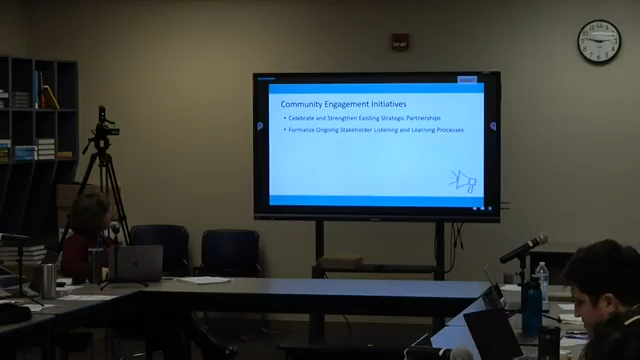 Community Engagement Initiatives
• Celebrate and Strengthen Existing Strategic Partnerships
• Formalize Ongoing Stakeholder Listening and Learning Processes